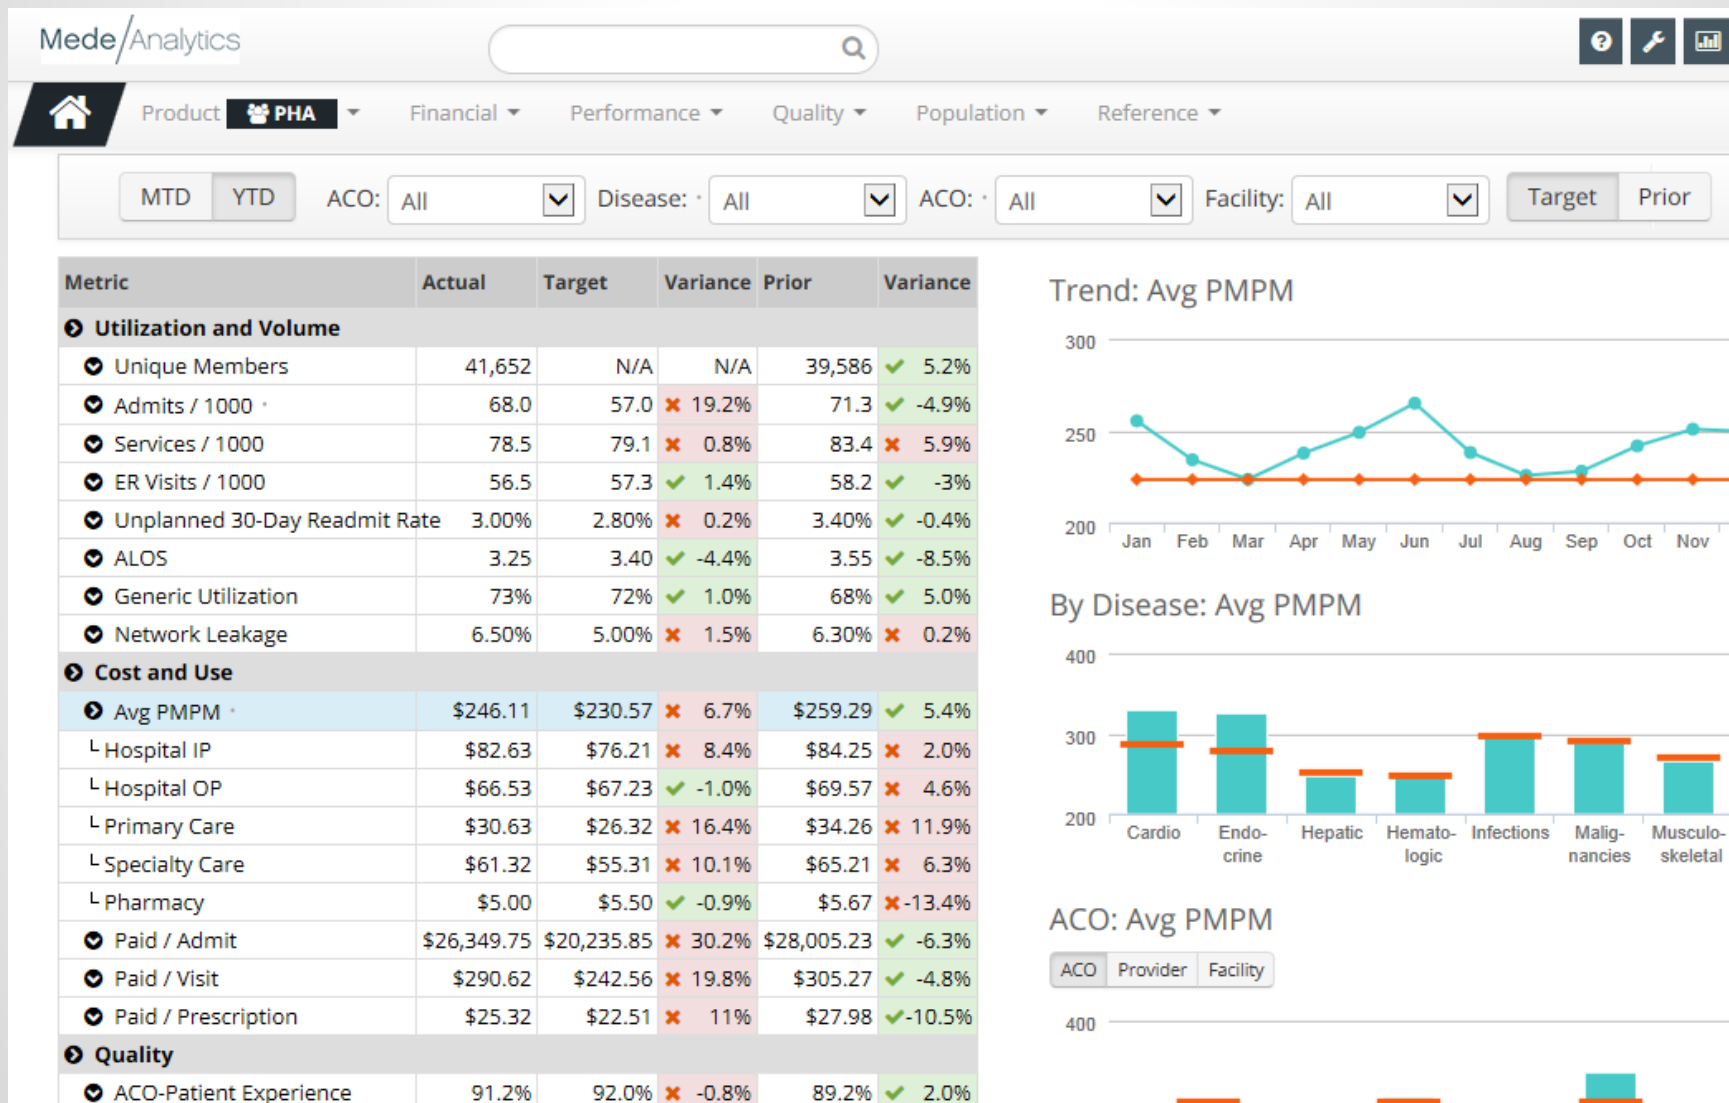 Mede/Analytics
Product PHA Financial Performance Quality Population Reference
MTD YTD ACO: All Disease: All ACO: All Facility: All Target Prior
Metric Actual Target Variance Prior Variance
Utilization and Volume
Unique Members 41,652 N/A N/A 39,586 5.2%
Admits / 1000 68.0 57.0 19.2% 71.3 -4.9%
Services / 1000 78.5 79.1 0.8% 83.4 5.9%
ER Visits / 1000 56.5 57.3 1.4% 58.2 -3%
Unplanned 30-Day Readmit Rate 3.00% 2.80% 0.2% 3.40% -0.4%
ALOS 3.25 3.40 -4.4% 3.55 -8.5%
Generic Utilization 73% 72% 1.0% 68% 5.0%
Network Leakage 6.50% 5.00% 1.5% 6.30% 0.2%
Cost and Use
Avg PMPM $246.11 $230.57 6.7% $259.29 5.4%
Hospital IP $82.63 $76.21 8.4% $84.25 2.0%
Hospital OP $66.53 $67.23 -1.0% $69.57 4.6%
Primary Care $30.63 $26.32 16.4% $34.26 11.9%
Specialty Care $61.32 $55.31 10.1% $65.21 6.3%
Pharmacy $5.00 $5.50 -0.9% $5.67 -13.4%
Paid / Admit $26,349.75 $20,235.85 30.2% $28,005.23 -6.3%
Paid / Visit $290.62 $242.56 19.8% $305.27 -4.8%
Paid / Prescription $25.32 $22.51 11% $27.98 -10.5%
Quality
ACO-Patient Experience 91.2% 92.0% -0.8% 89.2% 2.0%
Trend: Avg PMPM
300
250
200
Jan Feb Mar Apr May Jun Jul Aug Sep Oct Nov
By Disease: Avg PMPM
400
300
200
Cardio Endo- Hepatic Hemato- Infections Malig- Musculo-
crine logic nancies skeletal
ACO: Avg PMPM
ACO Provider Facility
400